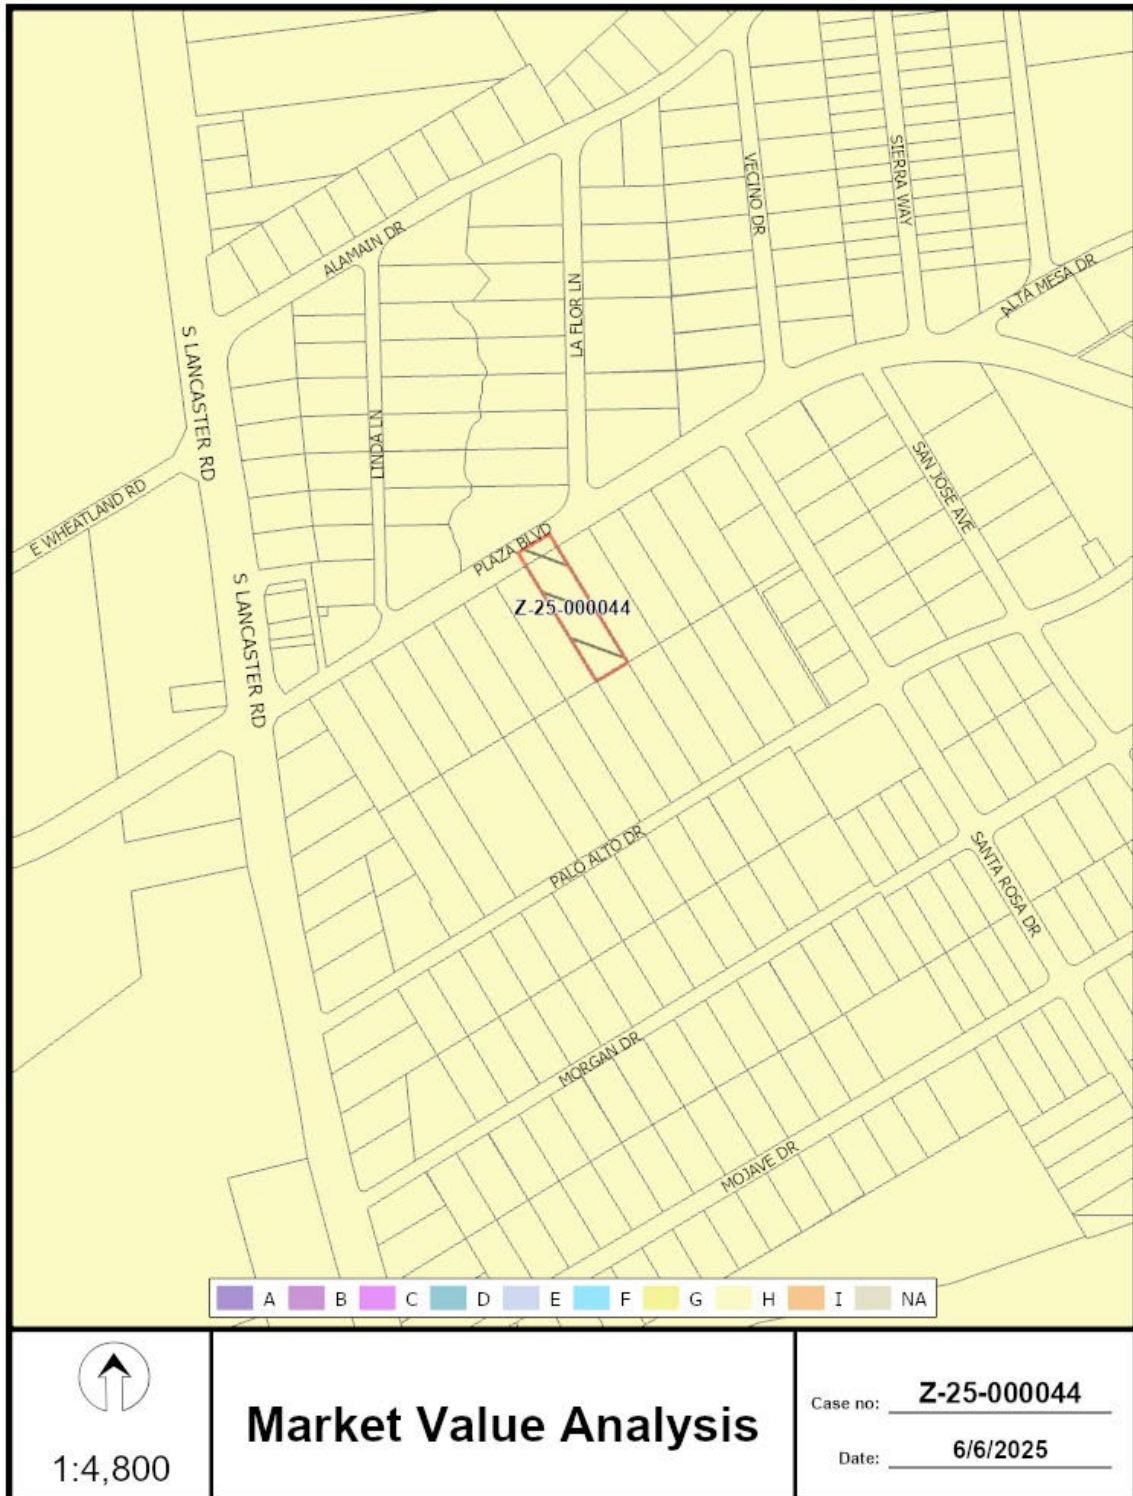 VECINO DR
SIERRA WAY
ALAMAIN DR
ALTA MESA DR
LA FLOR LN
S LANCASTER RD
LINDA LN
SAN JOSE AVE
E WHEATLAND RD
PLAZA BLVD
S LANCASTER RD
Z-25-000044
PALO ALTO DR
SANTA ROSA DR
MORGAN DR
MOJAVE DR
A B C D E F G H I NA
1:4,800
Market Value Analysis
Case no: Z-25-000044
Date: 6/6/2025